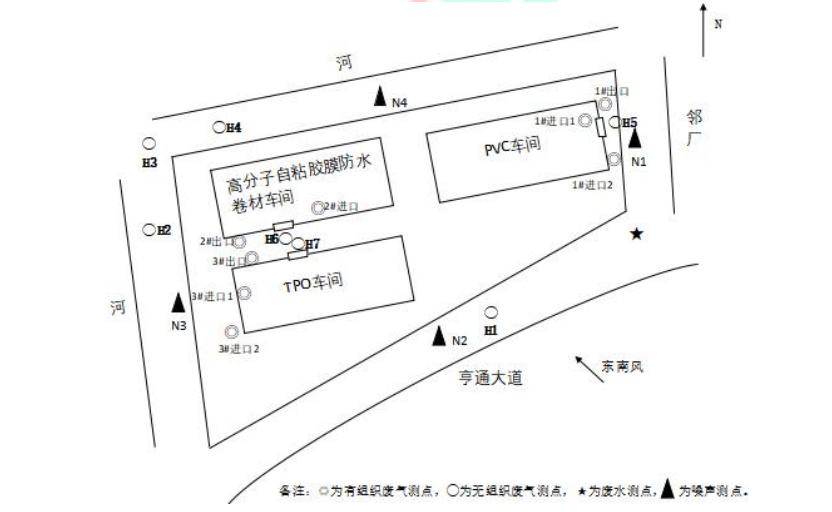 N
河
1#出口
N4
邻厂
1#进口1
H5
H4
PVC车间
H3
N1
高分子自粘胶膜防水
卷材车间
1#进口2
2#进口
H2
2#出口
H6
H7
3#出口
TPO车间
3#进口1
河
N3
H1
N2
3#进口2
东南风
亨通大道
备注：◎为有组织废气测点，○为无组织废气测点，★为废水测点，▲为噪声测点。